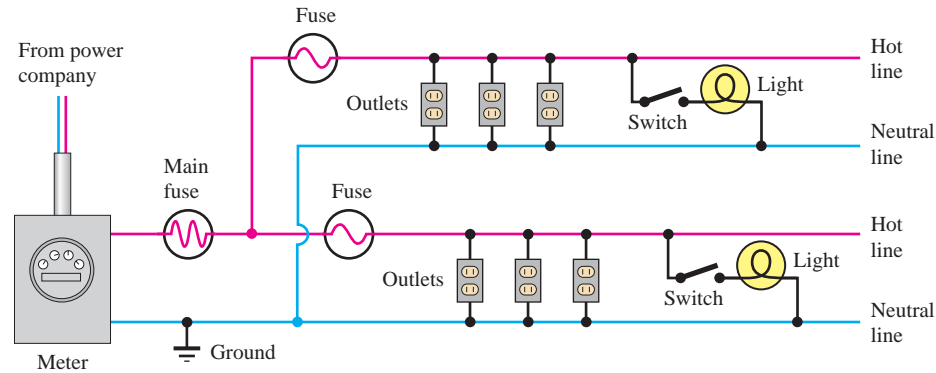 Fuse
From power
company
Hot
line
Light
Outlets
Switch
Neutral
line
Main
fuse
Fuse
Hot
line
Light
Outlets
Switch
Neutral
line
Ground
Meter